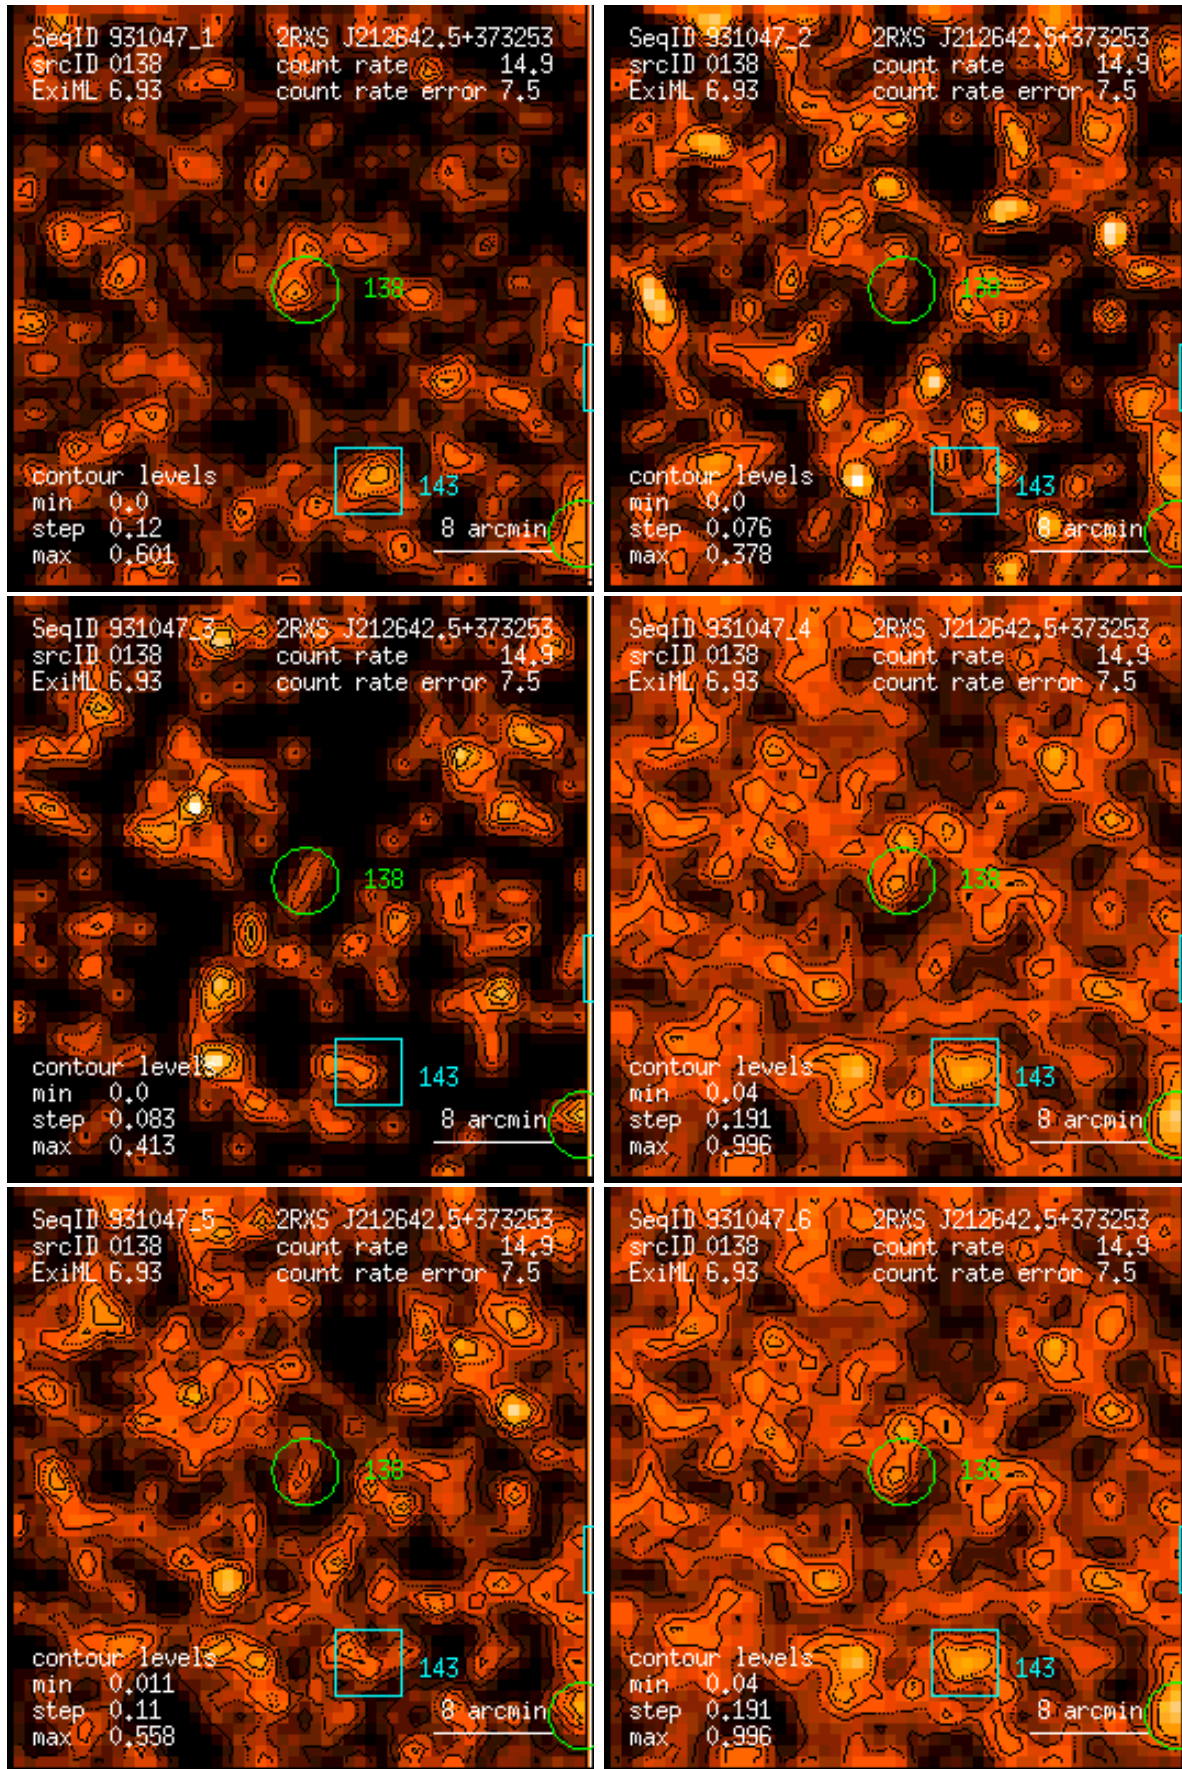 SeqID 931047_1 2RXS J212642.5+373253
srcID 0138 count rate 14.9
ExiML 6.93 count rate error 7.5
138
contour levels
143
min 0.0
step 0.12 8 arcmin
max 0.601
SeqID 931047_2 2RXS J212642.5+373253
srcID 0138 count rate 14.9
ExiML 6.93 count rate error 7.5
138
contour levels
143
min 0.0
step 0.076 8 arcmin
max 0.378
SeqID 931047_3 2RXS J212642.5+373253
srcID 0138 count rate 14.9
ExiML 6.93 count rate error 7.5
138
contour levels
143
min 0.0
step 0.083 8 arcmin
max 0.413
SeqID 931047_4 2RXS J212642.5+373253
srcID 0138 count rate 14.9
ExiML 6.93 count rate error 7.5
138
contour levels
143
min 0.04
step 0.191 8 arcmin
max 0.996
SeqID 931047_5 2RXS J212642.5+373253
srcID 0138 count rate 14.9
ExiML 6.93 count rate error 7.5
138
contour levels
143
min 0.011
step 0.11 8 arcmin
max 0.558
SeqID 931047_6 2RXS J212642.5+373253
srcID 0138 count rate 14.9
ExiML 6.93 count rate error 7.5
138
contour levels
143
min 0.04
step 0.191 8 arcmin
max 0.996